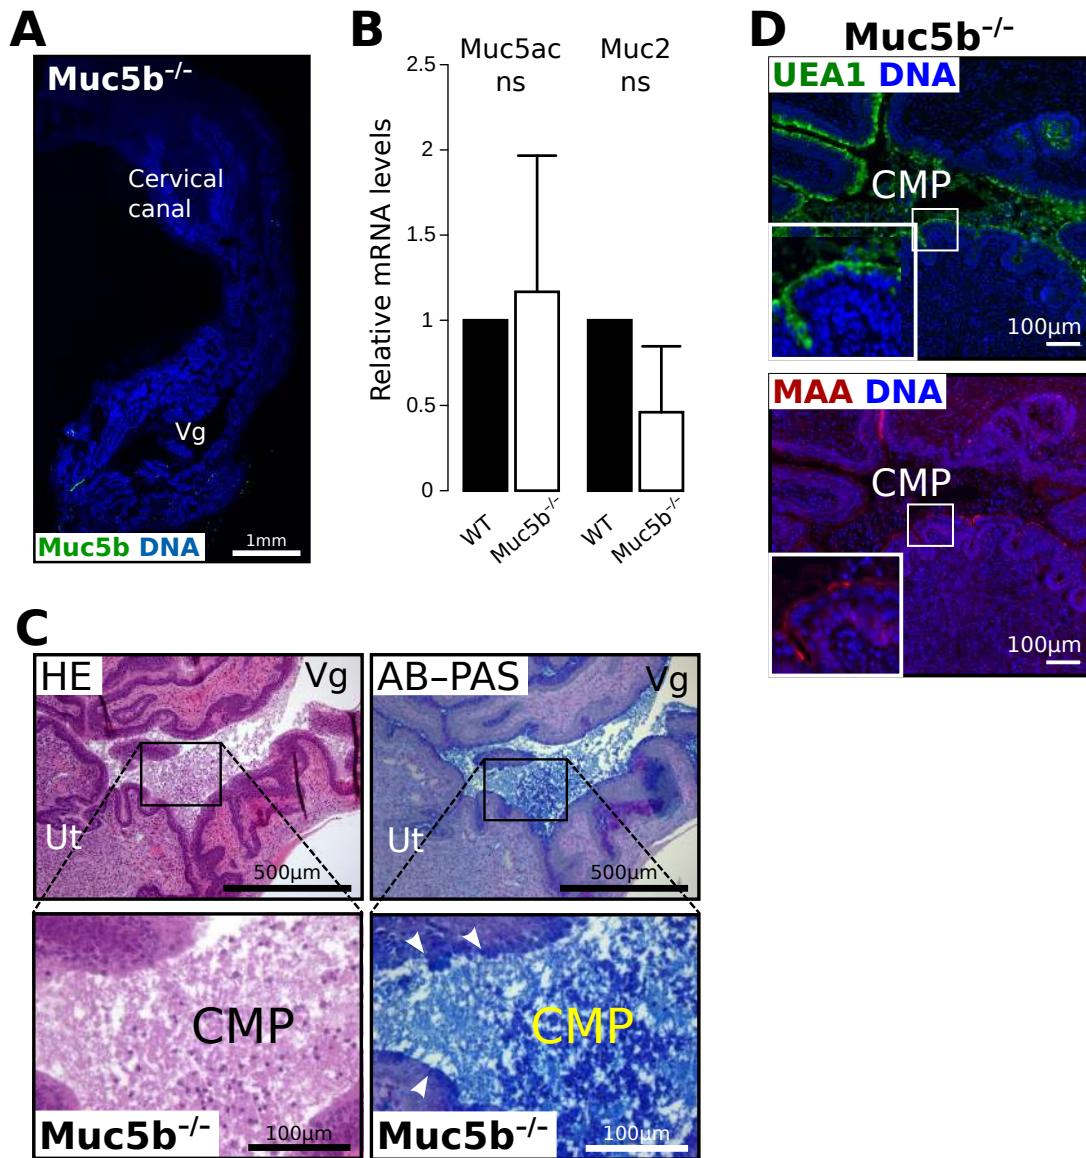 A
Muc5b-/-
Cervical
canal
Vg
Muc5b DNA
1mm
B
Muc5ac
ns
Muc2
ns
Relative mRNA levels
2.5
2
1.5
1
0.5
0
WT
Muc5b-/-
WT
Muc5b-/-
C
HE
Vg
Ut
500µm
AB–PAS
Vg
Ut
500µm
CMP
Muc5b-/-
100µm
CMP
Muc5b-/-
100µm
D
Muc5b-/-
UEA1 DNA
CMP
100µm
MAA DNA
CMP
100µm